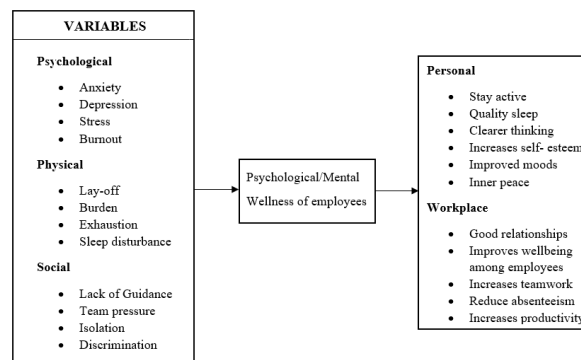 VARIABLES
Psychological
• Anxiety
• Depression
• Stress
• Burnout
Physical
• Lay-off
• Burden
• Exhaustion
• Sleep disturbance
Social
• Lack of Guidance
• Team pressure
• Isolation
• Discrimination
Psychological/Mental
Wellness of employees
Personal
• Stay active
• Quality sleep
• Clearer thinking
• Increases self- esteem
• Improved moods
• Inner peace
Workplace
• Good relationships
• Improves wellbeing
among employees
• Increases teamwork
• Reduce absenteeism
• Increases productivity